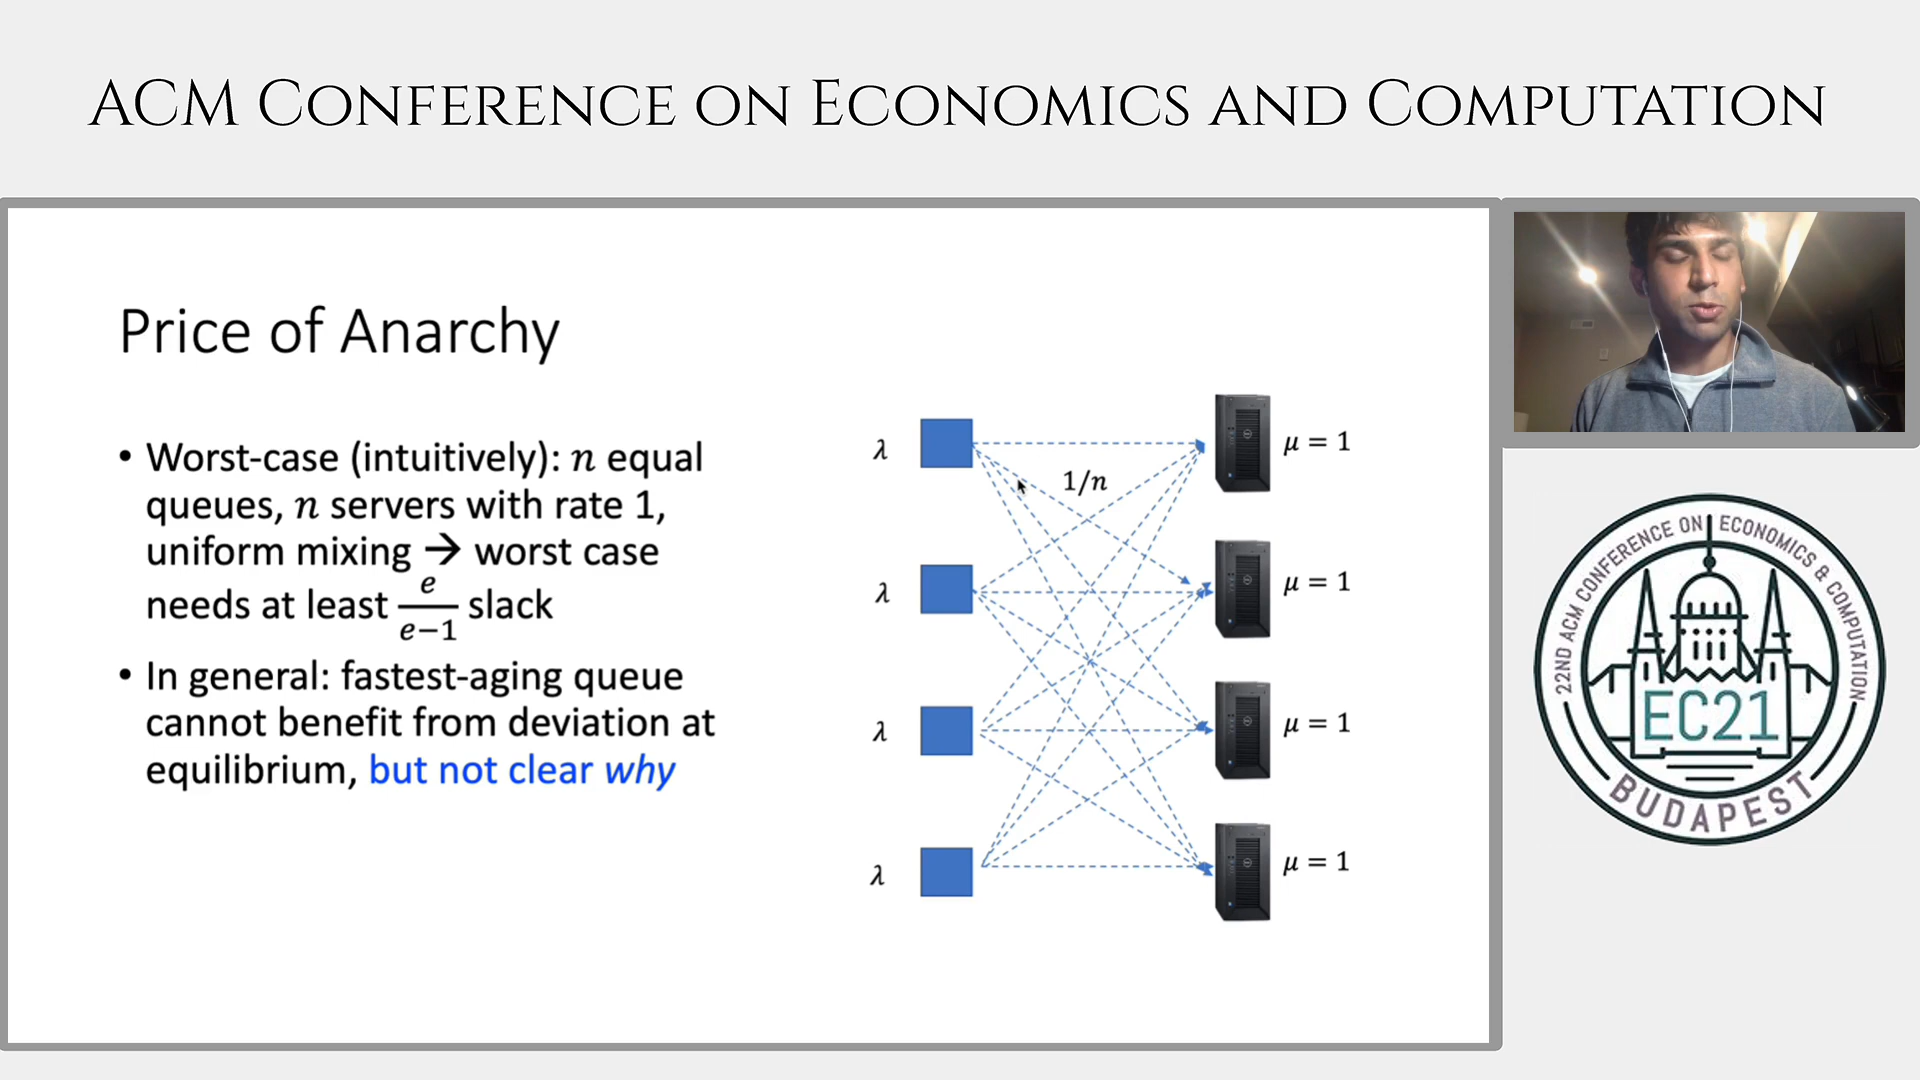 ACM Conference on Economics and Computation
Price of Anarchy
• Worst-case (intuitively): n equal
queues, n servers with rate 1,
uniform mixing → worst case
needs at least e/(e−1) slack
• In general: fastest-aging queue
cannot benefit from deviation at
equilibrium, but not clear why
λ
1/n
μ = 1
λ
μ = 1
λ
μ = 1
λ
μ = 1
22ND ACM CONFERENCE ON ECONOMICS & COMPUTATION
EC21
BUDAPEST